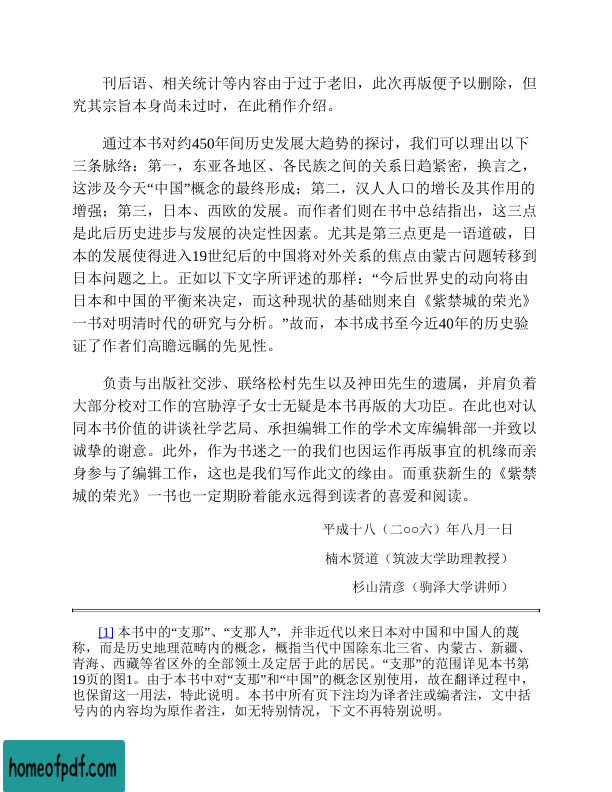 刊后语、相关统计等内容由于过于老旧，此次再版便予以删除，但
究其宗旨本身尚未过时，在此稍作介绍。
通过本书对约450年间历史发展大趋势的探讨，我们可以理出以下
三条脉络：第一，东亚各地区、各民族之间的关系日趋紧密，换言之，
这涉及今天“中国”概念的最终形成；第二，汉人人口的增长及其作用的
增强；第三，日本、西欧的发展。而作者们则在书中总结指出，这三点
是此后历史进步与发展的决定性因素。尤其是第三点更是一语道破，日
本的发展使得进入19世纪后的中国将对外关系的焦点由蒙古问题转移到
日本问题之上。正如以下文字所评述的那样：“今后世界史的动向将由
日本和中国的平衡来决定，而这种现状的基础则来自《紫禁城的荣光》
一书对明清时代的研究与分析。”故而，本书成书至今近40年的历史验
证了作者们高瞻远瞩的先见性。
负责与出版社交涉、联络松村先生以及神田先生的遗属，并肩负着
大部分校对工作的宫胁淳子女士无疑是本书再版的大功臣。在此也对认
同本书价值的讲谈社学艺局、承担编辑工作的学术文库编辑部一并致以
诚挚的谢意。此外，作为书迷之一的我们也因运作再版事宜的机缘而亲
身参与了编辑工作，这也是我们写作此文的缘由。而重获新生的《紫禁
城的荣光》一书也一定期盼着能永远得到读者的喜爱和阅读。
平成十八（二○○六）年八月一日
楠木贤道（筑波大学助理教授）
杉山清彦（驹泽大学讲师）
[1] 本书中的“支那”、“支那人”，并非近代以来日本对中国和中国人的蔑
称，而是历史地理范畴内的概念，概指当代中国除东北三省、内蒙古、新疆、
青海、西藏等省区外的全部领土及定居于此的居民。“支那”的范围详见本书第
19页的图1。由于本书中对“支那”和“中国”的概念区别使用，故在翻译过程中，
也保留这一用法，特此说明。本书中所有页下注均为译者注或编者注，文中括
号内的内容均为原作者注，如无特别情况，下文不再特别说明。
homeofpdf.com